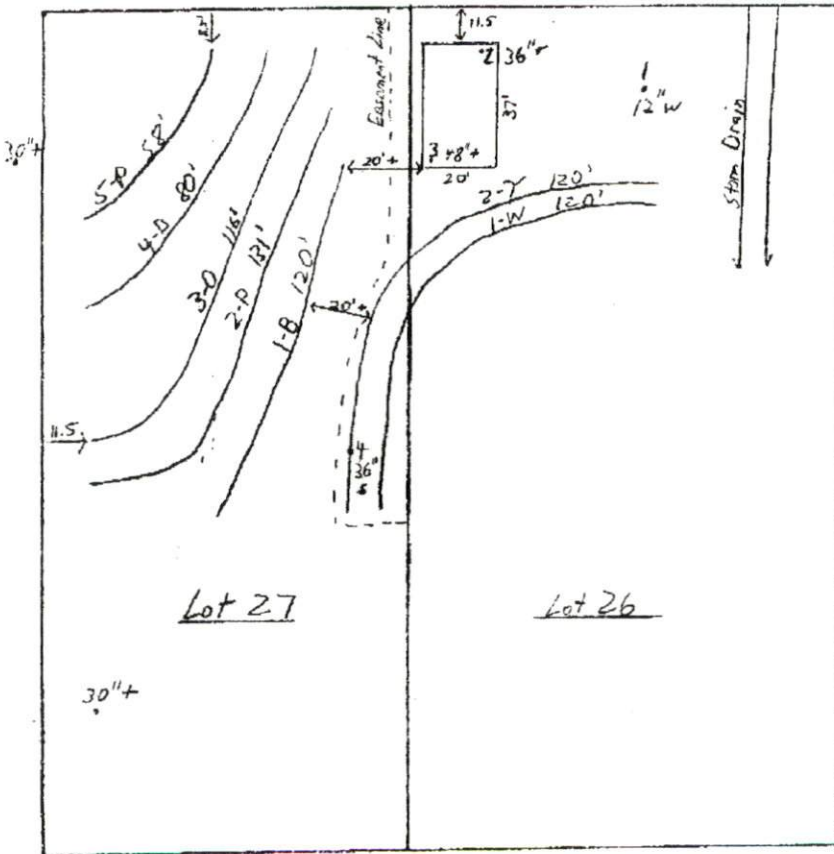 11.5
Easement Line
.2 36"r
37'
3 48"+
20'
1
12" W
Storm Drain
30"+
5-P 58'
4-B 80'
3-O 116'
2-P 131'
1-B 120'
20'+
20'+
2-Y 120'
1-W 120'
11.5
4
36"
Lot 27
Lot 26
30"+